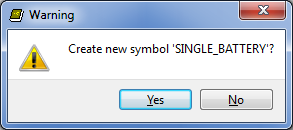 Warning
Create new symbol 'SINGLE_BATTERY'?
Yes
No